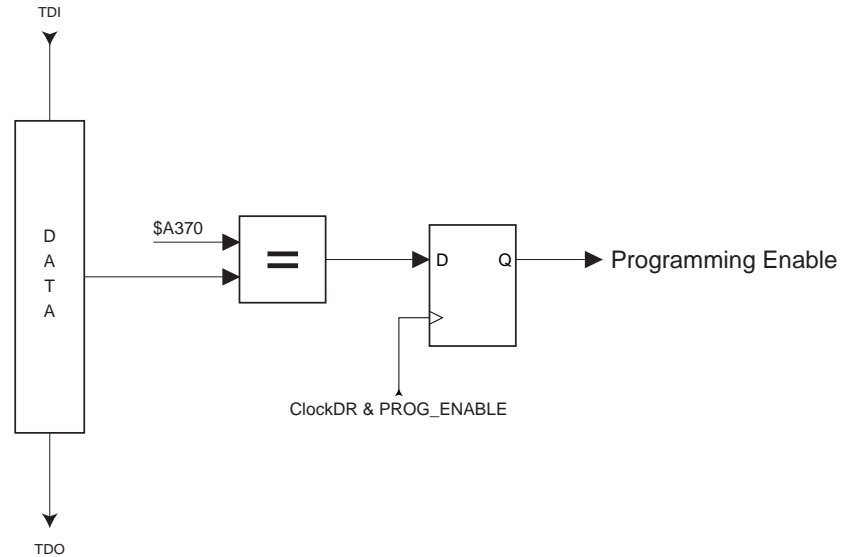 TDI
D
A
T
A
$A370
=
D
Q
Programming Enable
ClockDR & PROG_ENABLE
TDO